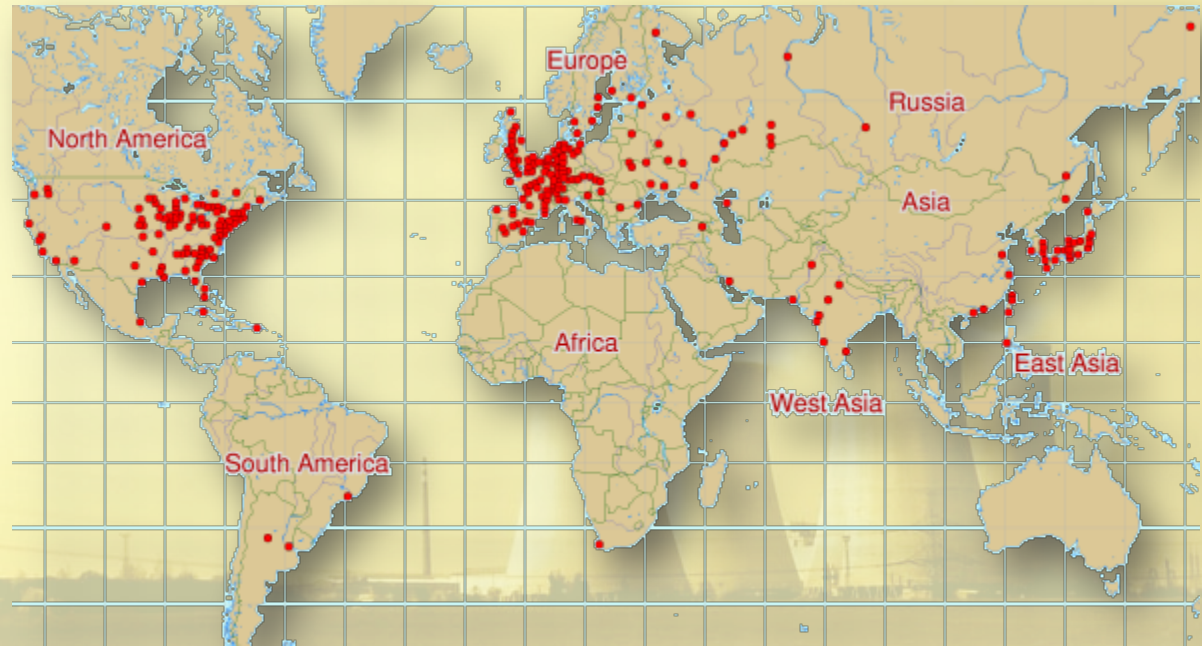 Europe
Russia
North America
Asia
Africa
East Asia
West Asia
South America